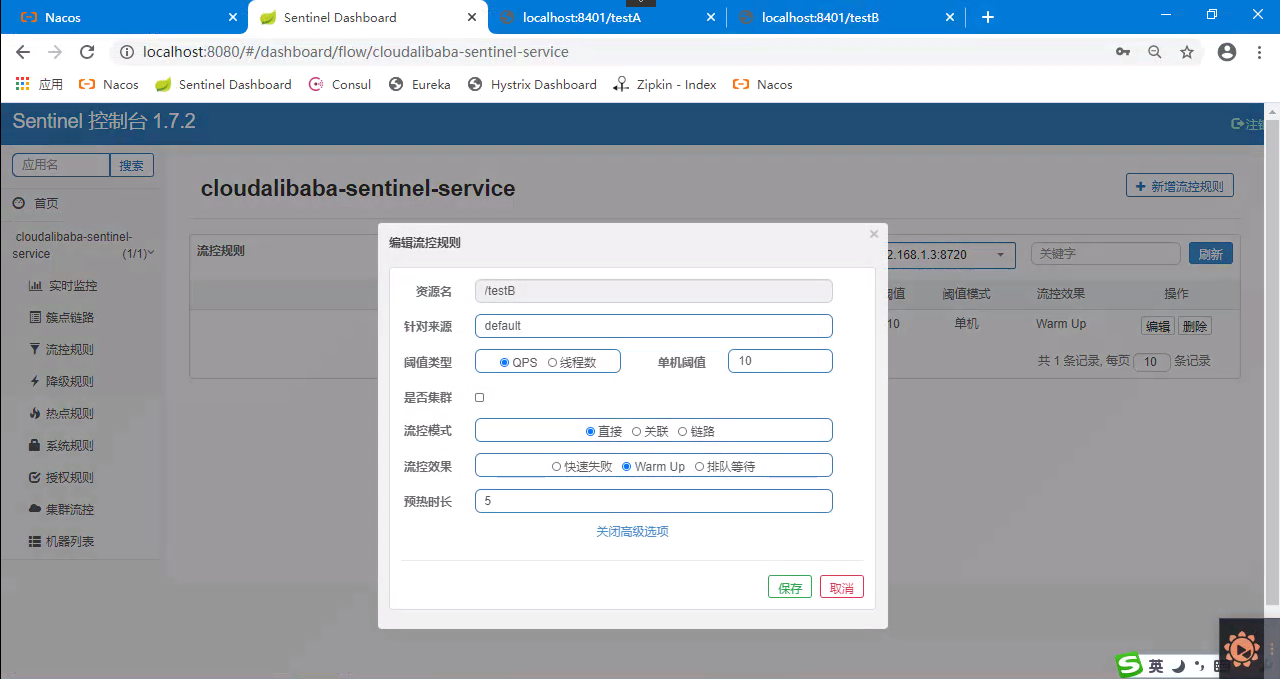 Nacos
Sentinel Dashboard
localhost:8401/testA
localhost:8401/testB
localhost:8080/#/dashboard/flow/cloudalibaba-sentinel-service
应用 Nacos Sentinel Dashboard Consul Eureka Hystrix Dashboard Zipkin - Index Nacos
Sentinel 控制台 1.7.2
注销
应用名 搜索
cloudalibaba-sentinel-service
新增流控规则
首页
cloudalibaba-sentinel-
service (1/1)
实时监控
簇点链路
流控规则
降级规则
热点规则
系统规则
授权规则
集群流控
机器列表
流控规则
2.168.1.3:8720 关键字 刷新
阈值 阈值模式 流控效果 操作
10 单机 Warm Up 编辑 删除
共 1 条记录, 每页 10 条记录
编辑流控规则 ×
资源名 /testB
针对来源 default
阈值类型 QPS 线程数 单机阈值 10
是否集群
流控模式 直接 关联 链路
流控效果 快速失败 Warm Up 排队等待
预热时长 5
关闭高级选项
保存 取消
S 英